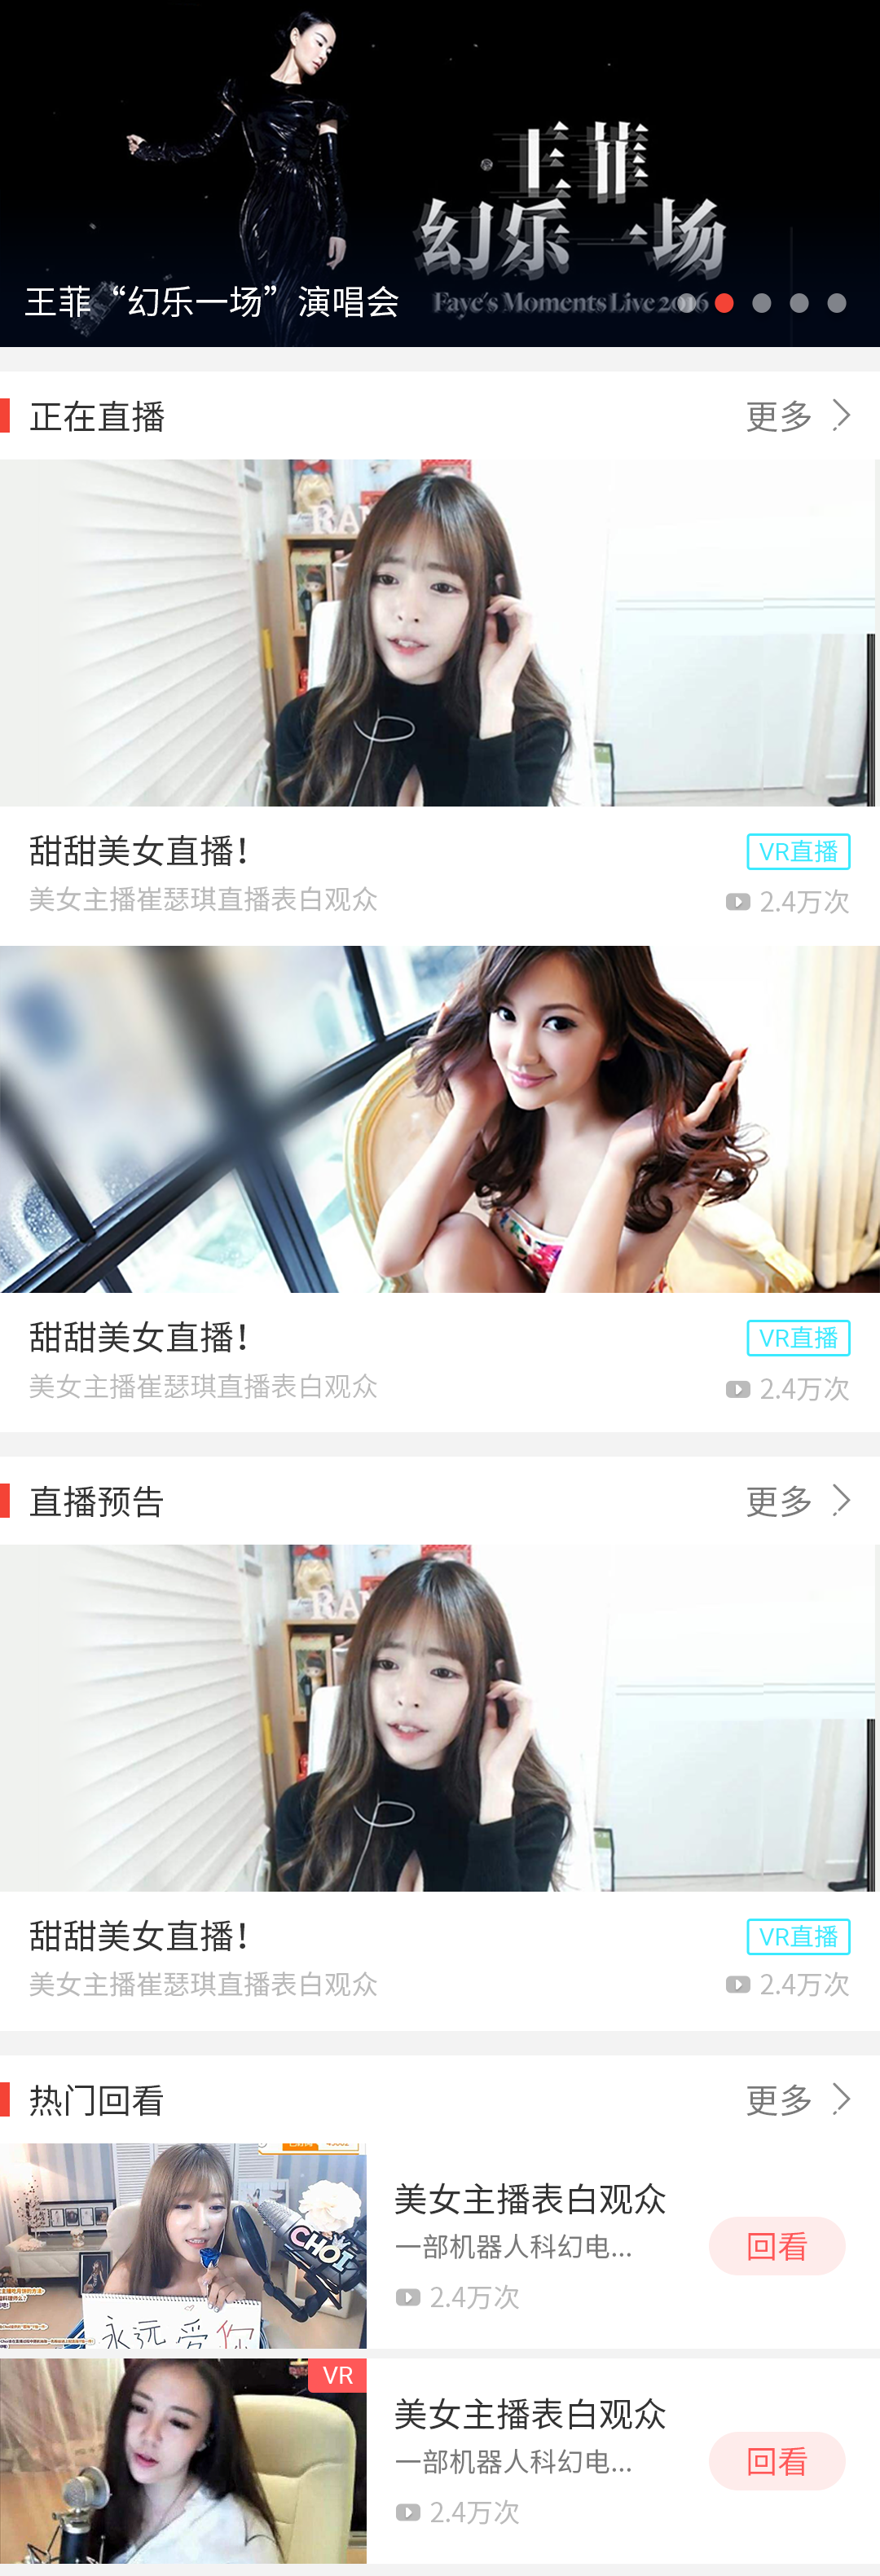 王菲
幻乐一场
Faye's Moments Live 2016
王菲“幻乐一场”演唱会
正在直播
更多
RA
甜甜美女直播！
VR直播
美女主播崔瑟琪直播表白观众
2.4万次
甜甜美女直播！
VR直播
美女主播崔瑟琪直播表白观众
2.4万次
直播预告
更多
RA
甜甜美女直播！
VR直播
美女主播崔瑟琪直播表白观众
2.4万次
热门回看
更多
CHOI
永远爱你
美女主播表白观众
一部机器人科幻电...
2.4万次
回看
VR
美女主播表白观众
一部机器人科幻电...
2.4万次
回看